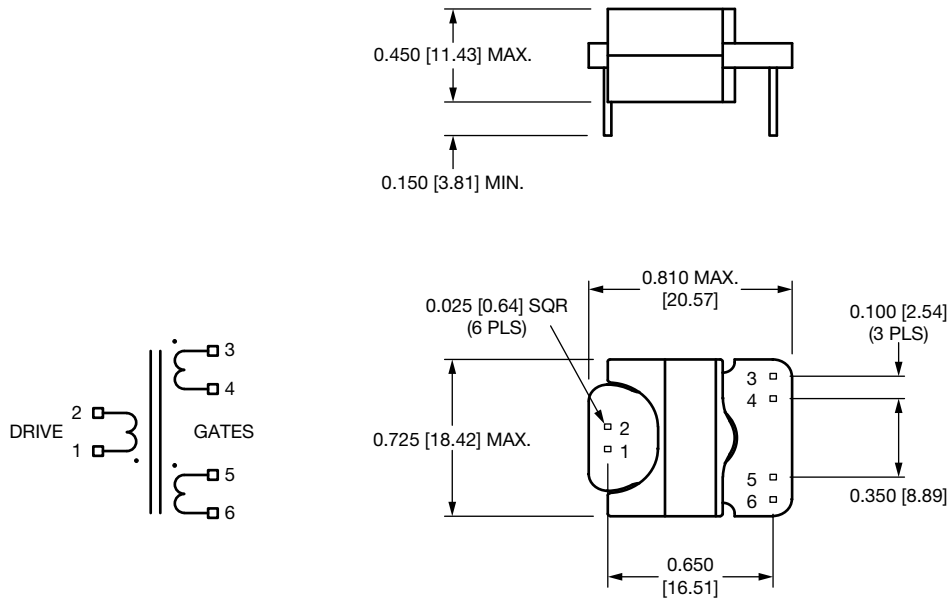 0.450 [11.43] MAX.
0.150 [3.81] MIN.
0.810 MAX.
[20.57]
0.025 [0.64] SQR
(6 PLS)
0.100 [2.54]
(3 PLS)
3
4
2
1
5
6
0.725 [18.42] MAX.
0.350 [8.89]
0.650
[16.51]
3
4
2
DRIVE
1
GATES
5
6